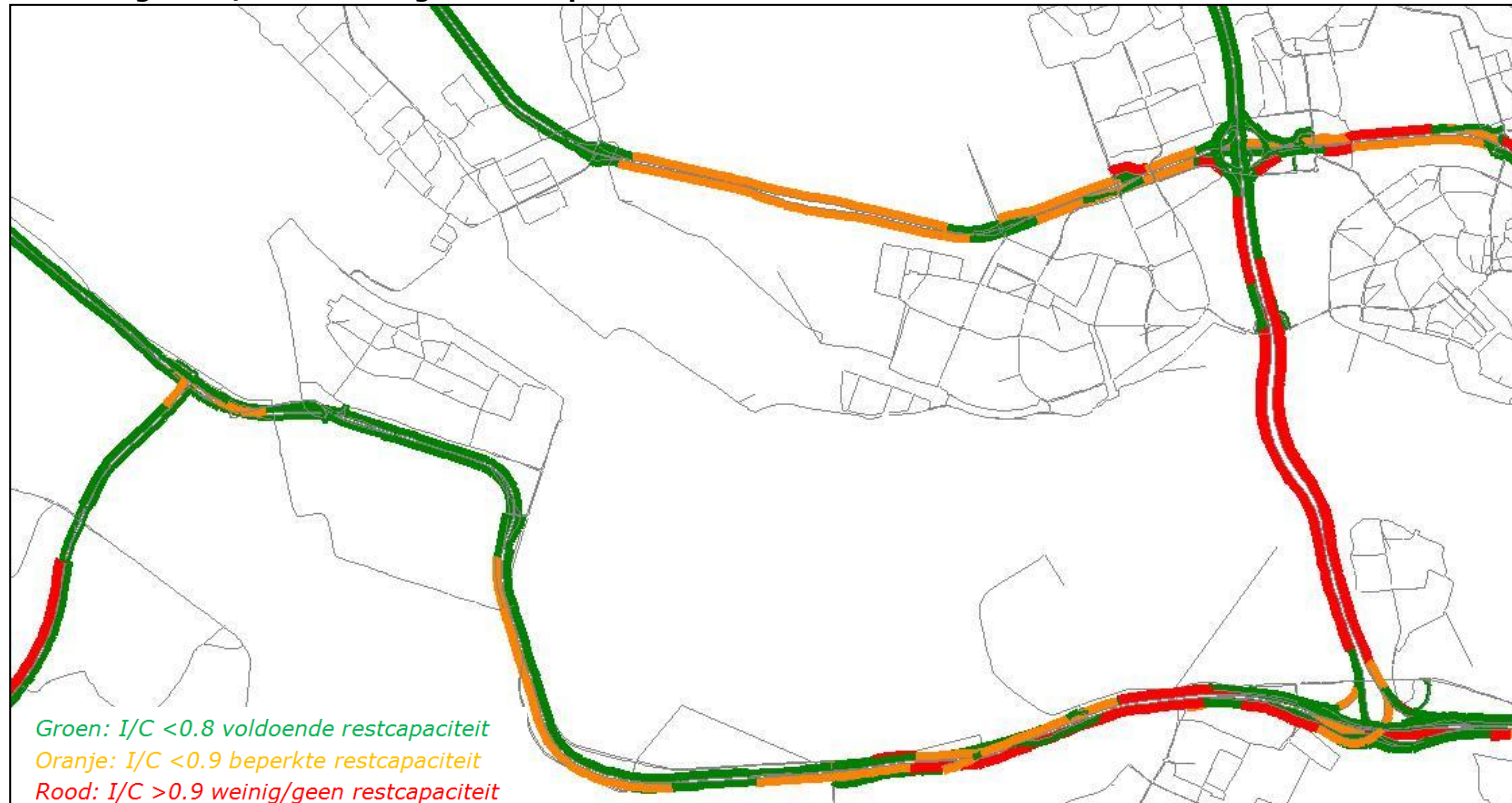 Groen: I/C <0.8 voldoende restcapaciteit
Oranje: I/C <0.9 beperkte restcapaciteit
Rood: I/C >0.9 weinig/geen restcapaciteit